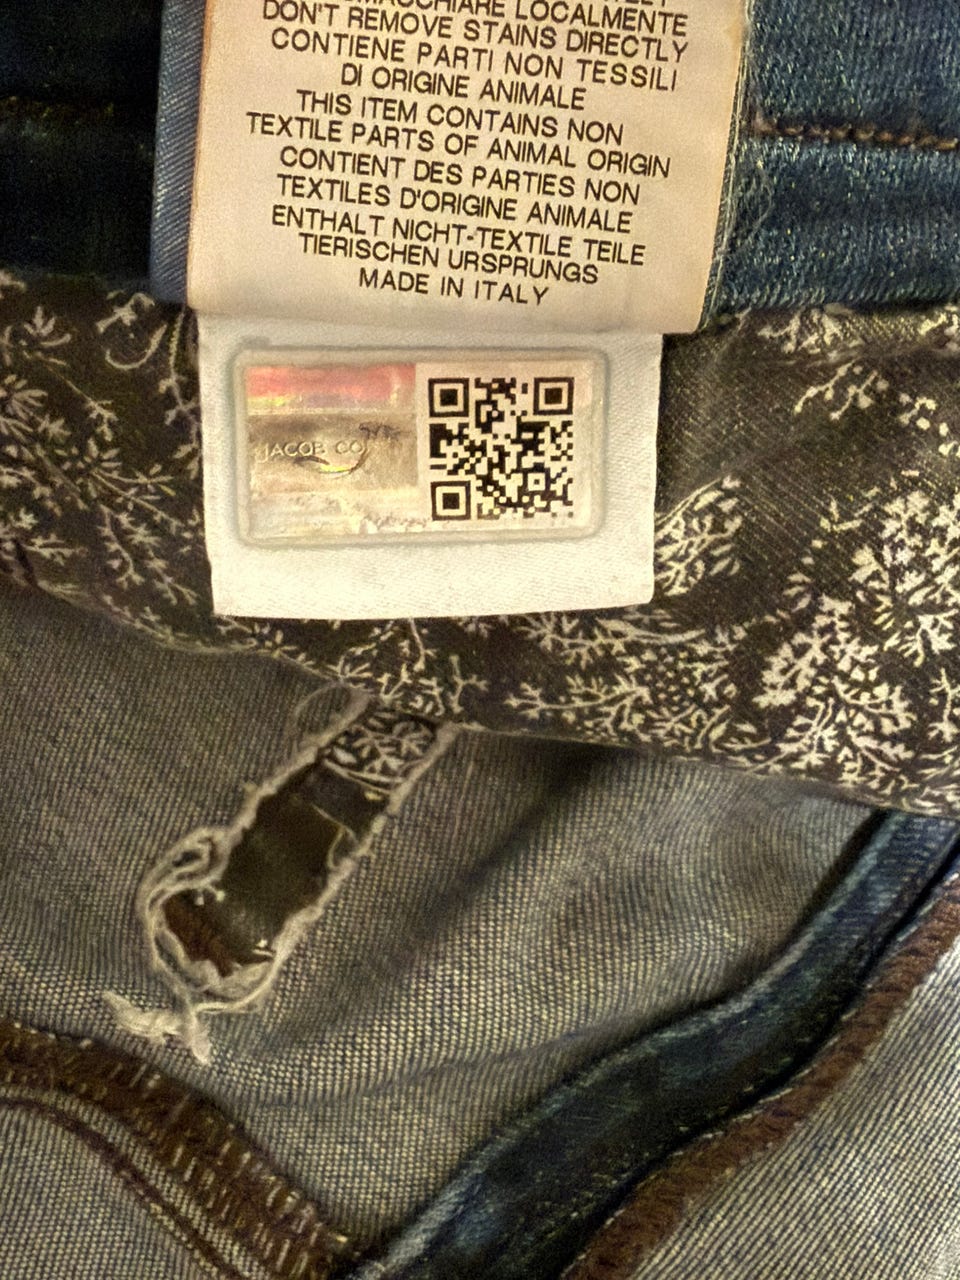 SMACCHIARE LOCALMENTE
DON'T REMOVE STAINS DIRECTLY
CONTIENE PARTI NON TESSILI
DI ORIGINE ANIMALE
THIS ITEM CONTAINS NON
TEXTILE PARTS OF ANIMAL ORIGIN
CONTIENT DES PARTIES NON
TEXTILES D'ORIGINE ANIMALE
ENTHALT NICHT-TEXTILE TEILE
TIERISCHEN URSPRUNGS
MADE IN ITALY
JACOB CO